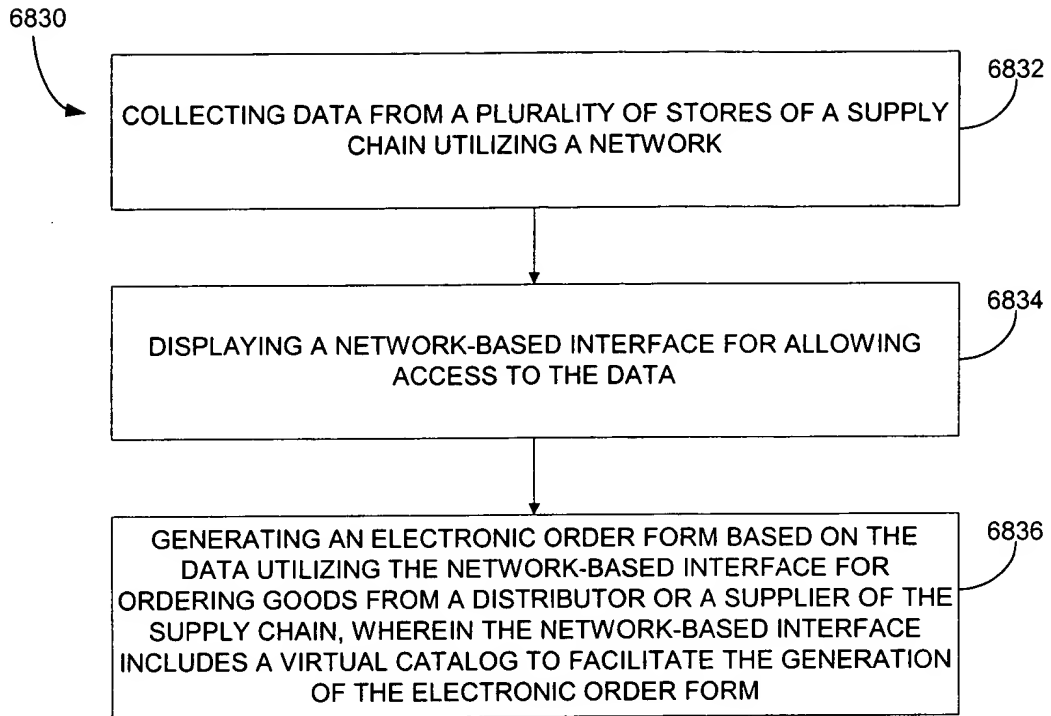 6830
6832
COLLECTING DATA FROM A PLURALITY OF STORES OF A SUPPLY
CHAIN UTILIZING A NETWORK
6834
DISPLAYING A NETWORK-BASED INTERFACE FOR ALLOWING
ACCESS TO THE DATA
6836
GENERATING AN ELECTRONIC ORDER FORM BASED ON THE
DATA UTILIZING THE NETWORK-BASED INTERFACE FOR
ORDERING GOODS FROM A DISTRIBUTOR OR A SUPPLIER OF THE
SUPPLY CHAIN, WHEREIN THE NETWORK-BASED INTERFACE
INCLUDES A VIRTUAL CATALOG TO FACILITATE THE GENERATION
OF THE ELECTRONIC ORDER FORM